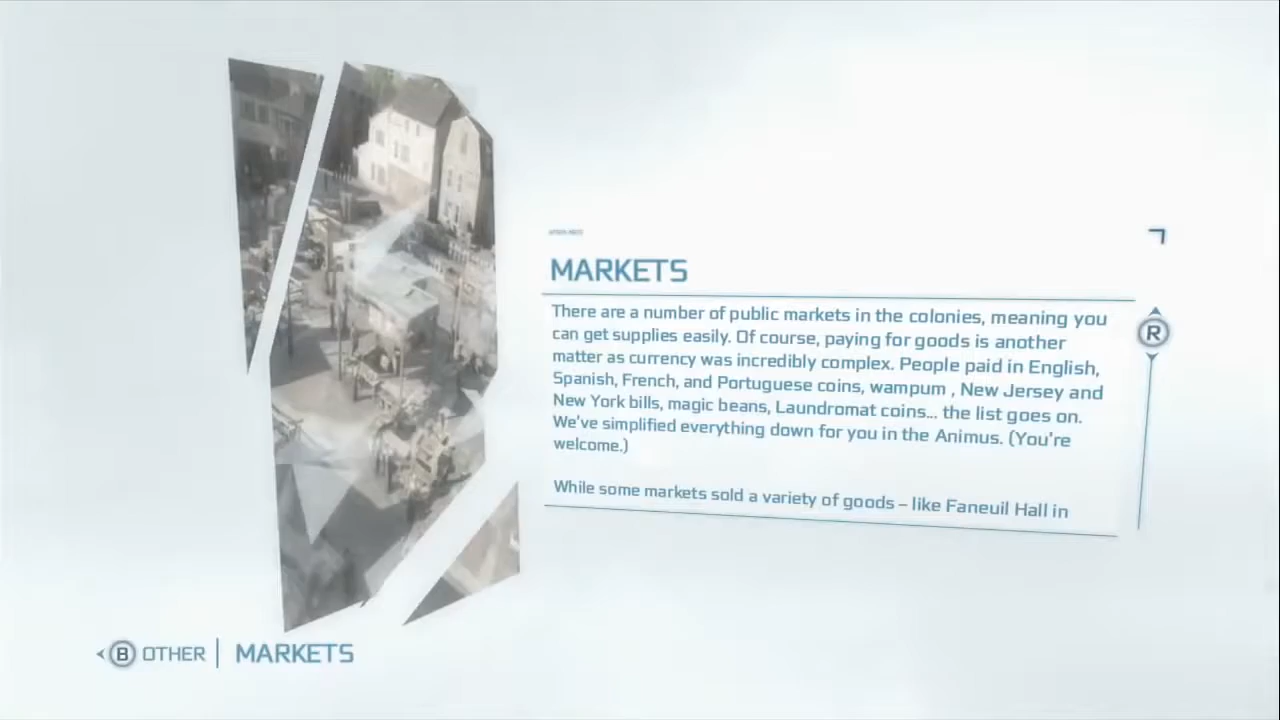 MARKETS
There are a number of public markets in the colonies, meaning you
can get supplies easily. Of course, paying for goods is another
matter as currency was incredibly complex. People paid in English,
Spanish, French, and Portuguese coins, wampum , New Jersey and
New York bills, magic beans, Laundromat coins... the list goes on.
We've simplified everything down for you in the Animus. (You're
welcome.)
While some markets sold a variety of goods – like Faneuil Hall in
R
B OTHER | MARKETS